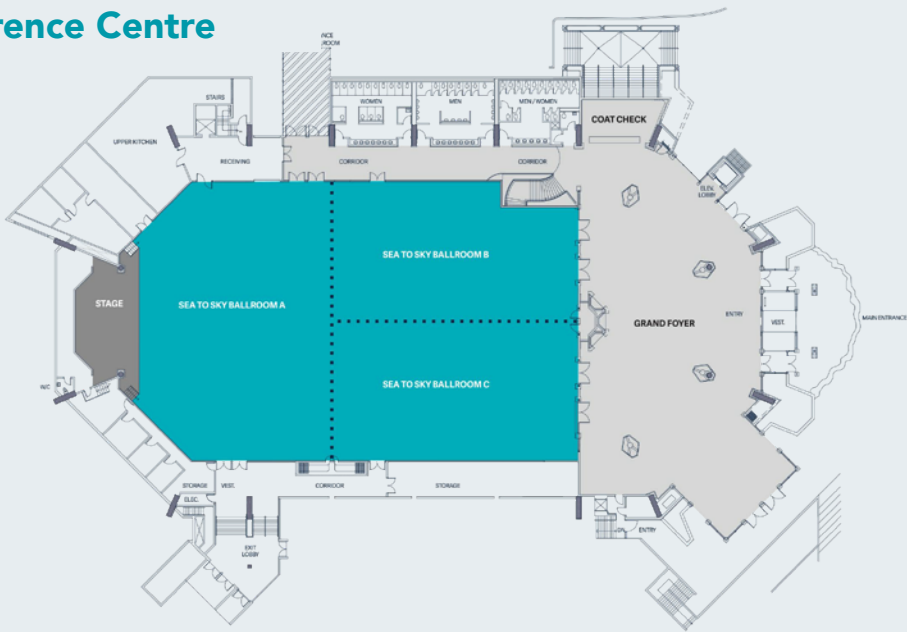 rence Centre
NCE
ROOM
STAIRS
WOMEN
MEN
MEN/WOMEN
COAT CHECK
UPPER KITCHEN
RECEIVING
CORRIDOR
CORRIDOR
ELEV.
LOBBY
SEA TO SKY BALLROOM B
STAGE
SEA TO SKY BALLROOM A
GRAND FOYER
ENTRY
VEST.
MAIN ENTRANCE
SEA TO SKY BALLROOM C
W/C
STORAGE
VEST.
CORRIDOR
STORAGE
ELEC.
ENTRY
EXIT
LOBBY